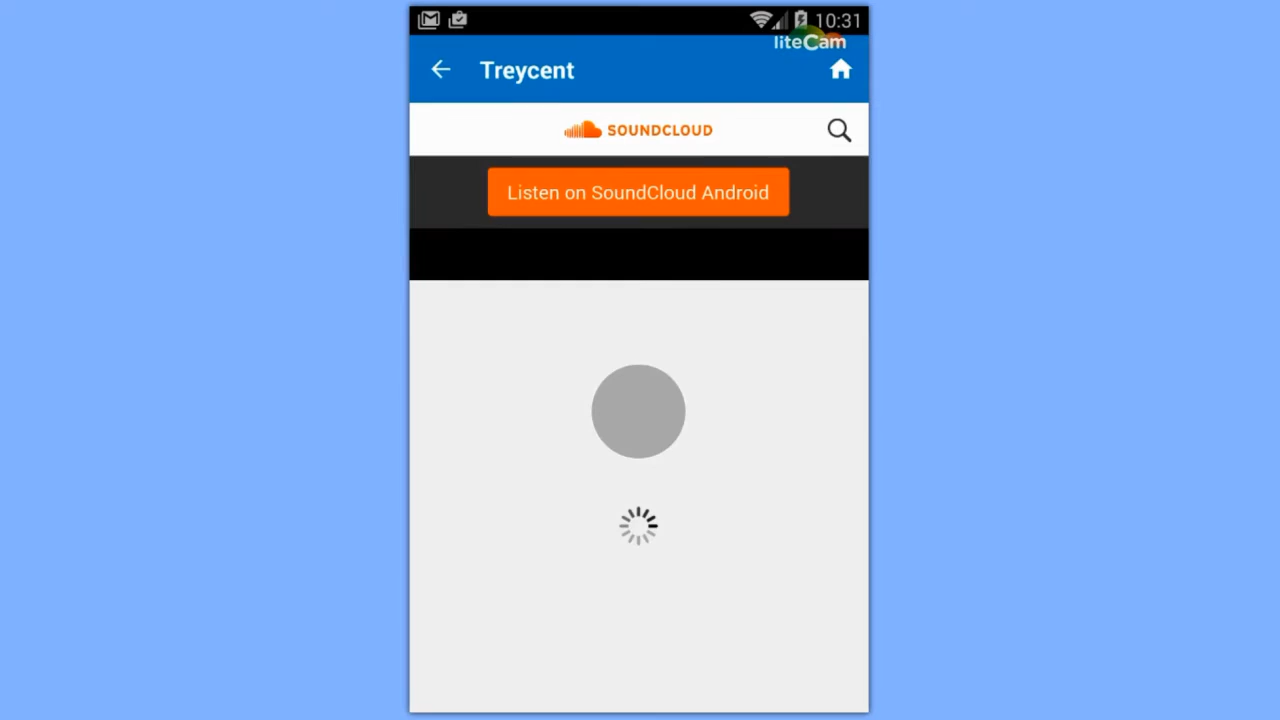 10:31
liteCam
Treycent
SOUNDCLOUD
Listen on SoundCloud Android